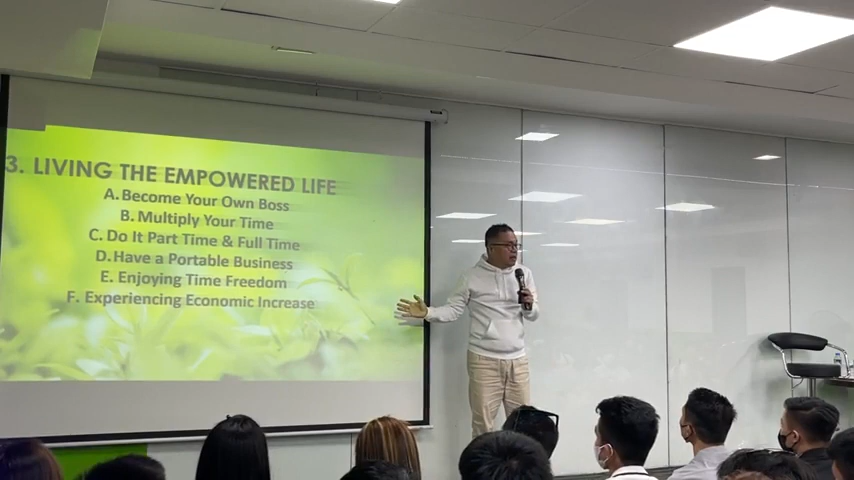 3. LIVING THE EMPOWERED LIFE
A. Become Your Own Boss
B. Multiply Your Time
C. Do It Part Time & Full Time
D. Have a Portable Business
E. Enjoying Time Freedom
F. Experiencing Economic Increase